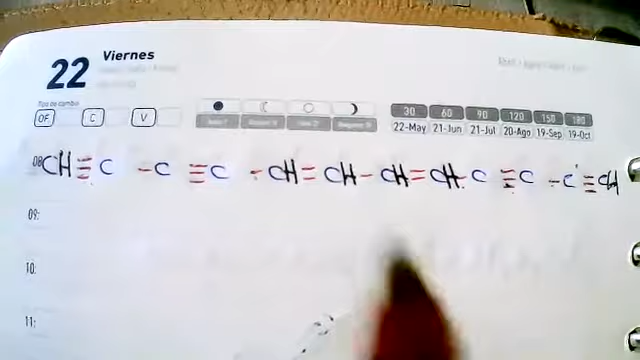 22 Viernes
Tipo de cambio
OF. C V
30 60 90 120 150 180
22-May 21-Jun 21-Jul 20-Ago 19-Sep 19-Oct
08: CH≡C-C≡C-CH=CH-CH=CH-C≡C-C≡CH
09:
10:
11: